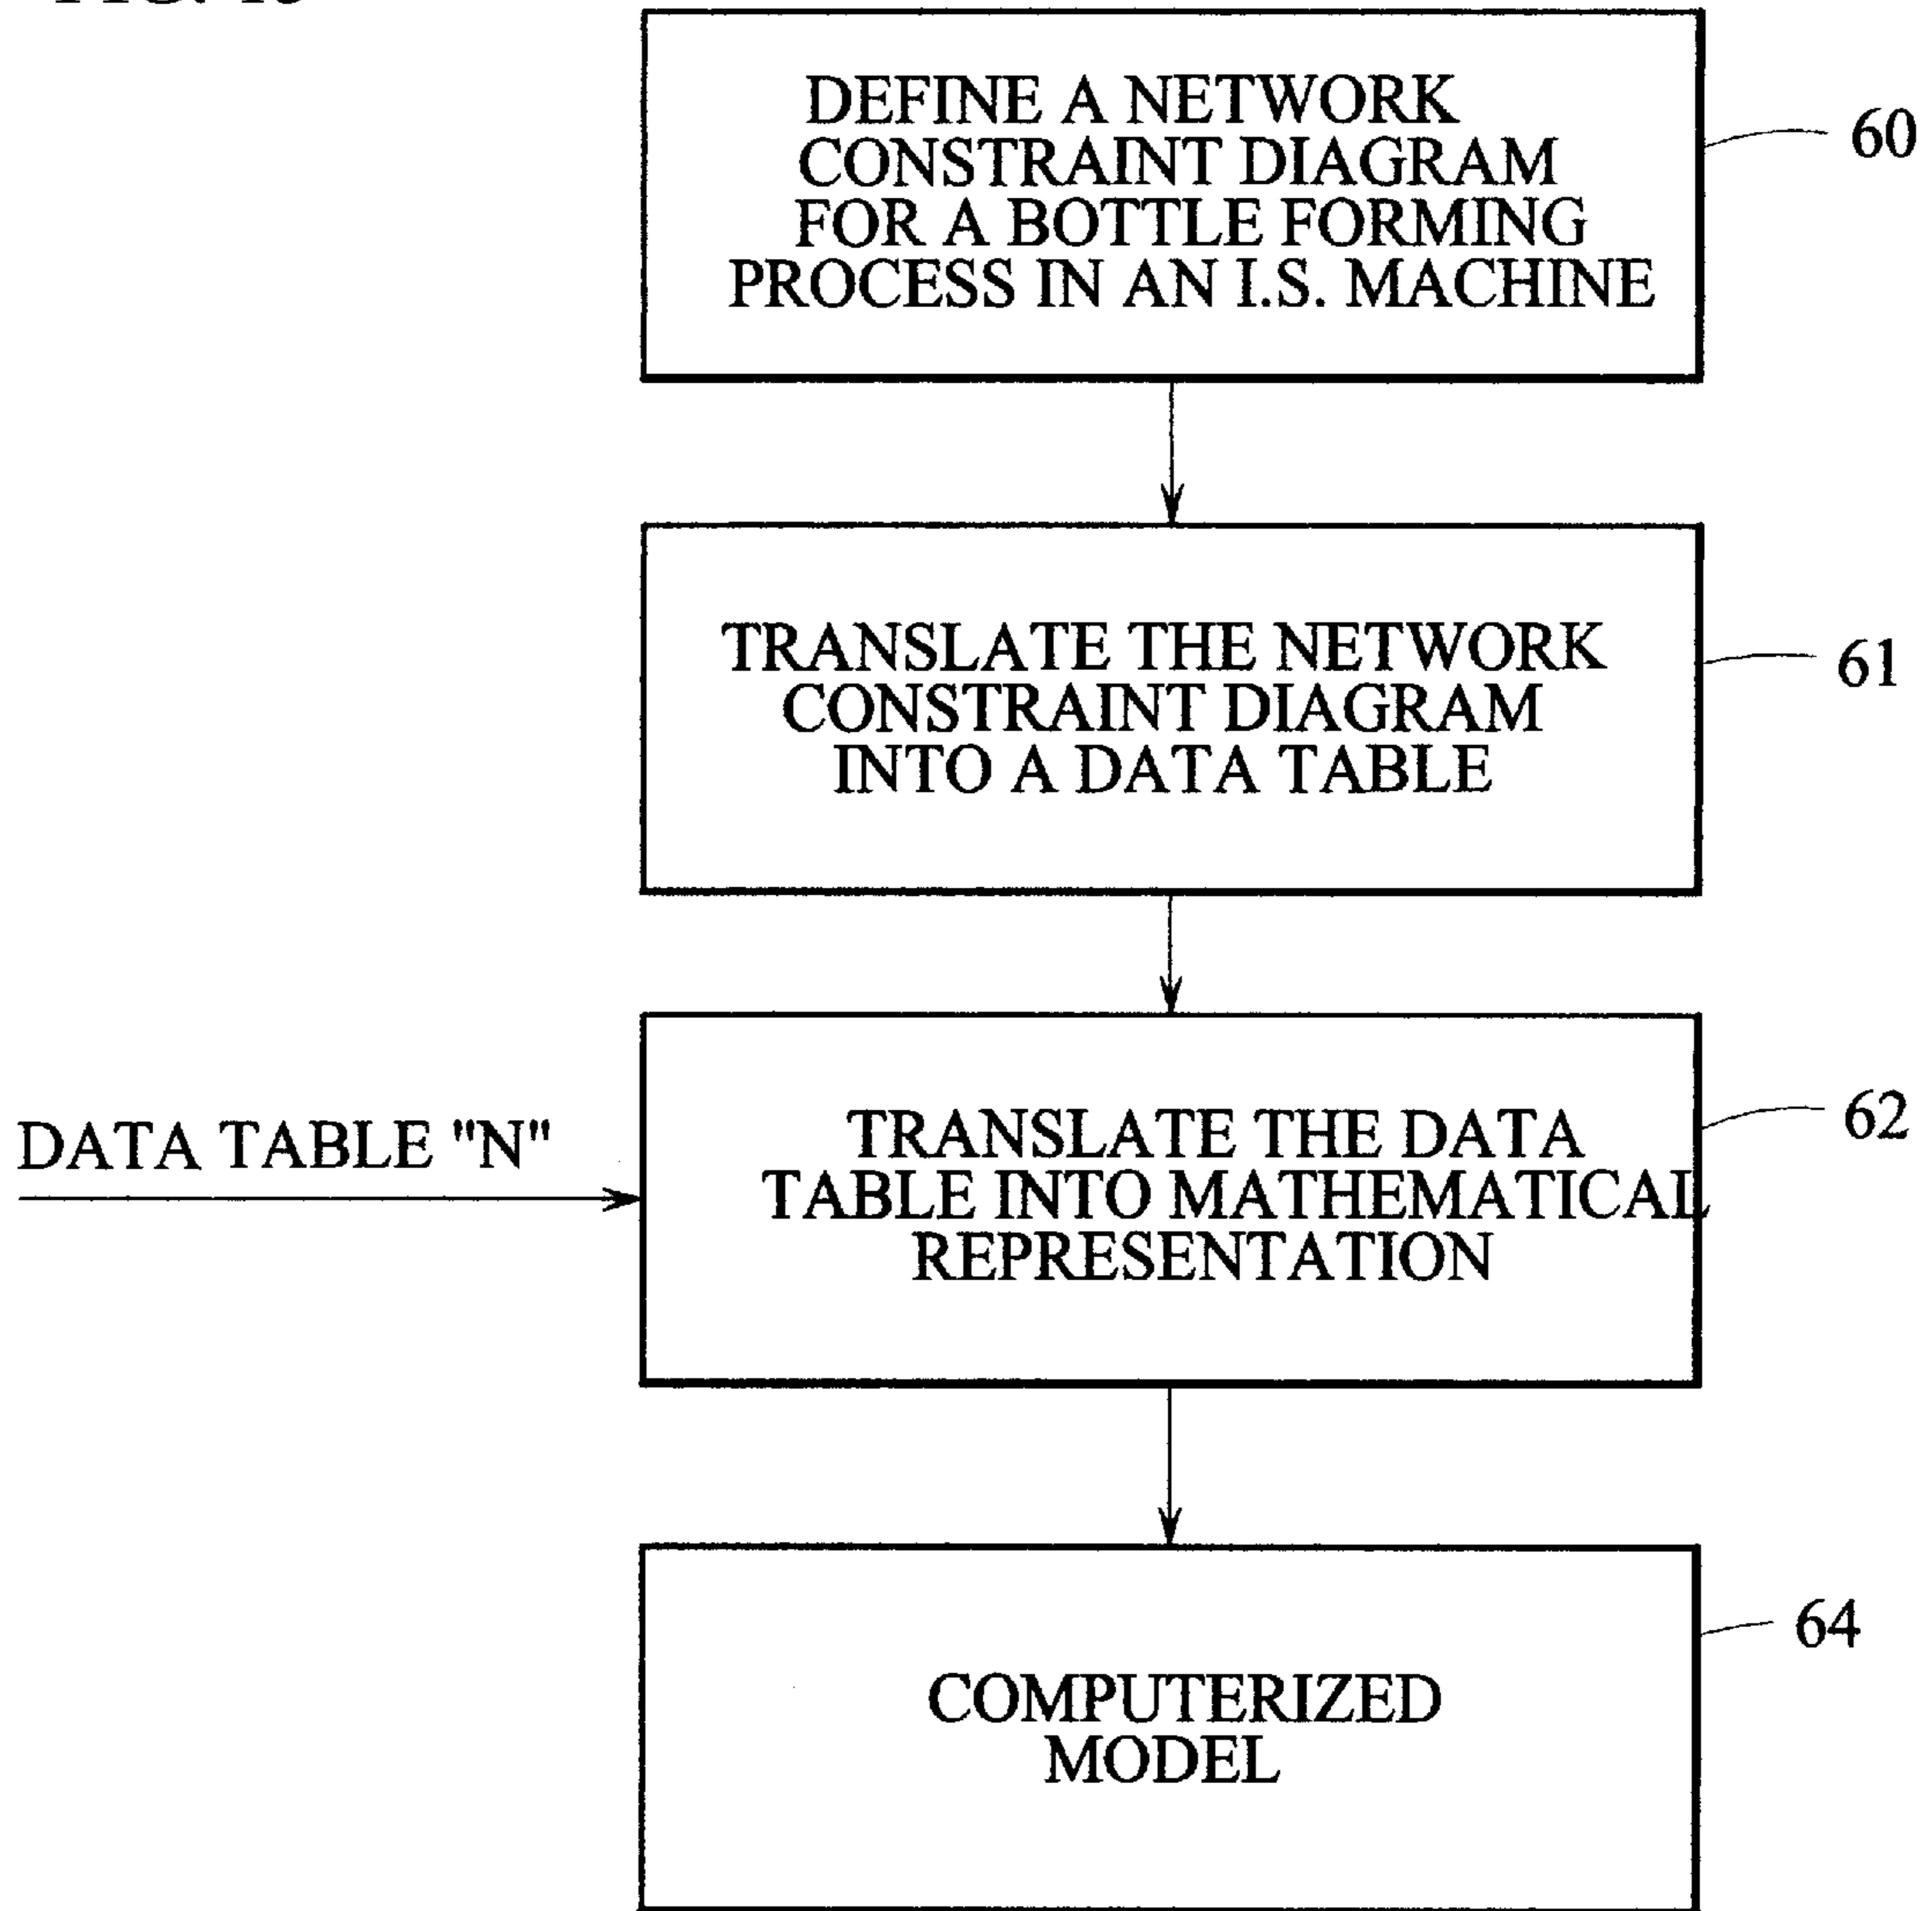 DEFINE A NETWORK
CONSTRAINT DIAGRAM
FOR A BOTTLE FORMING
PROCESS IN AN I.S. MACHINE
60
TRANSLATE THE NETWORK
CONSTRAINT DIAGRAM
INTO A DATA TABLE
61
DATA TABLE "N"
TRANSLATE THE DATA
TABLE INTO MATHEMATICAL
REPRESENTATION
62
COMPUTERIZED
MODEL
64